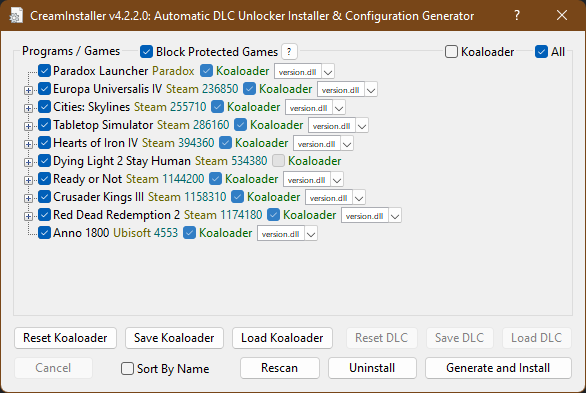 CreamInstaller v4.2.2.0: Automatic DLC Unlocker Installer & Configuration Generator
Programs / Games Block Protected Games ? Koaloader All
Paradox Launcher Paradox Koaloader version.dll
Europa Universalis IV Steam 236850 Koaloader version.dll
Cities: Skylines Steam 255710 Koaloader version.dll
Tabletop Simulator Steam 286160 Koaloader version.dll
Hearts of Iron IV Steam 394360 Koaloader version.dll
Dying Light 2 Stay Human Steam 534380 Koaloader
Ready or Not Steam 1144200 Koaloader version.dll
Crusader Kings III Steam 1158310 Koaloader version.dll
Red Dead Redemption 2 Steam 1174180 Koaloader version.dll
Anno 1800 Ubisoft 4553 Koaloader version.dll
Reset Koaloader Save Koaloader Load Koaloader Reset DLC Save DLC Load DLC
Cancel Sort By Name Rescan Uninstall Generate and Install